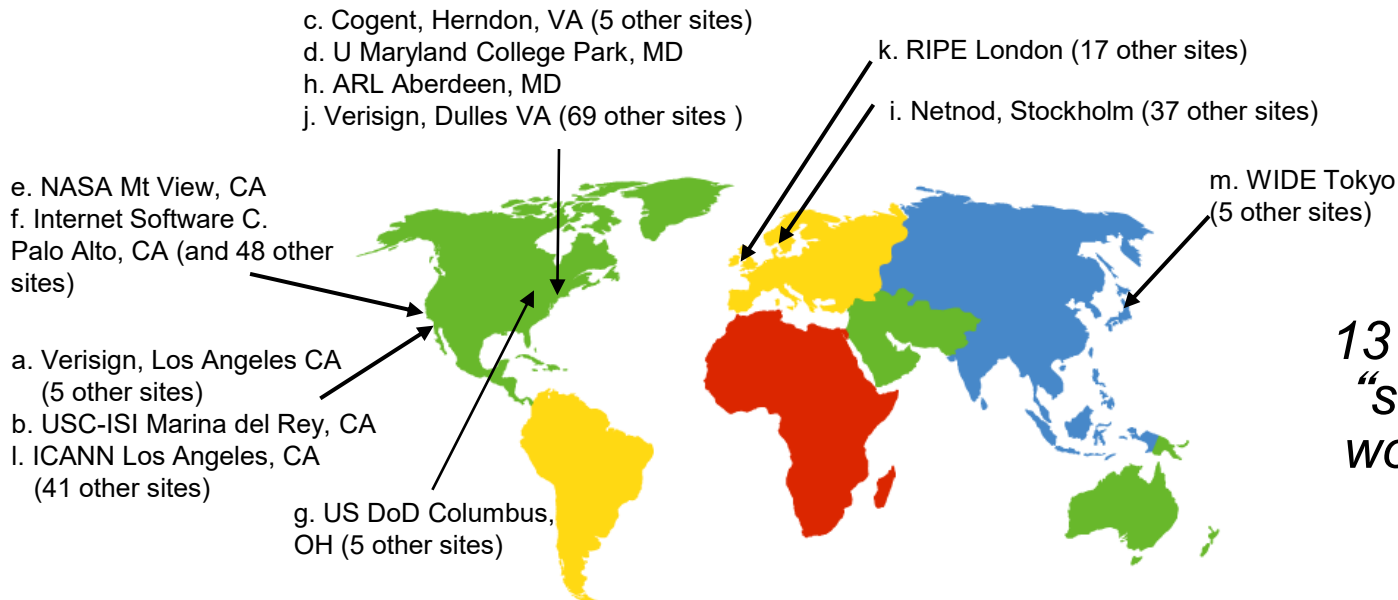 c. Cogent, Herndon, VA (5 other sites)
d. U Maryland College Park, MD
h. ARL Aberdeen, MD
j. Verisign, Dulles VA (69 other sites )
k. RIPE London (17 other sites)
i. Netnod, Stockholm (37 other sites)
m. WIDE Tokyo
(5 other sites)
e. NASA Mt View, CA
f. Internet Software C.
Palo Alto, CA (and 48 other
sites)
a. Verisign, Los Angeles CA
(5 other sites)
b. USC-ISI Marina del Rey, CA
l. ICANN Los Angeles, CA
(41 other sites)
g. US DoD Columbus,
OH (5 other sites)
13